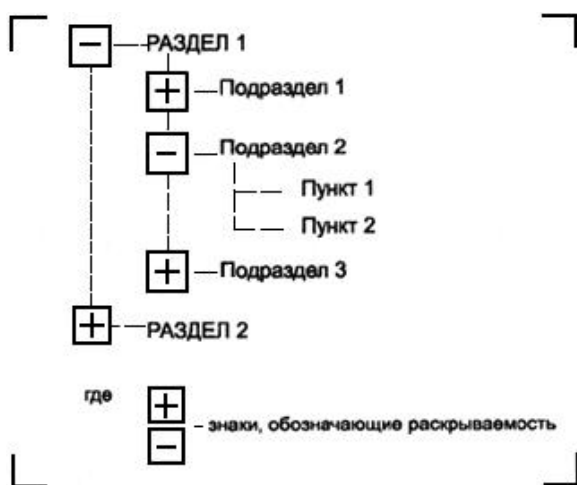 РАЗДЕЛ 1
Подраздел 1
Подраздел 2
Пункт 1
Пункт 2
Подраздел 3
РАЗДЕЛ 2
где
– знаки, обозначающие раскрываемость